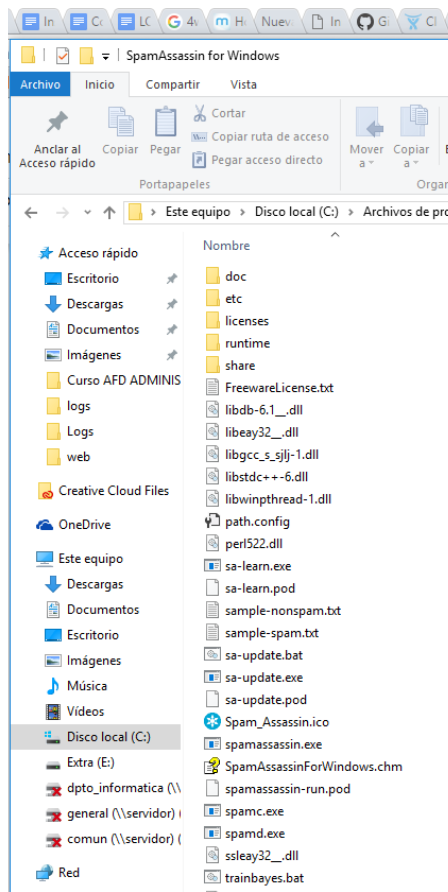 In
Co
LC
G 4v
m H
Nuev
In
Gi
Cl
SpamAssassin for Windows
Archivo Inicio Compartir Vista
Anclar al Acceso rápido
Copiar
Pegar
Cortar
Copiar ruta de acceso
Pegar acceso directo
Mover a
Copiar a
Portapapeles
Organ
Este equipo > Disco local (C:) > Archivos de pro
Acceso rápido
Escritorio
Descargas
Documentos
Imágenes
Curso AFD ADMINIS
logs
Logs
web
Creative Cloud Files
OneDrive
Este equipo
Descargas
Documentos
Escritorio
Imágenes
Música
Vídeos
Disco local (C:)
Extra (E:)
dpto_informatica (\\
general (\\servidor) (
comun (\\servidor) (
Red
Nombre
doc
etc
licenses
runtime
share
FreewareLicense.txt
libdb-6.1__.dll
libeay32__.dll
libgcc_s_sjlj-1.dll
libstdc++-6.dll
libwinpthread-1.dll
path.config
perl522.dll
sa-learn.exe
sa-learn.pod
sample-nonspam.txt
sample-spam.txt
sa-update.bat
sa-update.exe
sa-update.pod
Spam_Assassin.ico
spamassassin.exe
SpamAssassinForWindows.chm
spamassassin-run.pod
spamc.exe
spamd.exe
ssleay32__.dll
trainbayes.bat